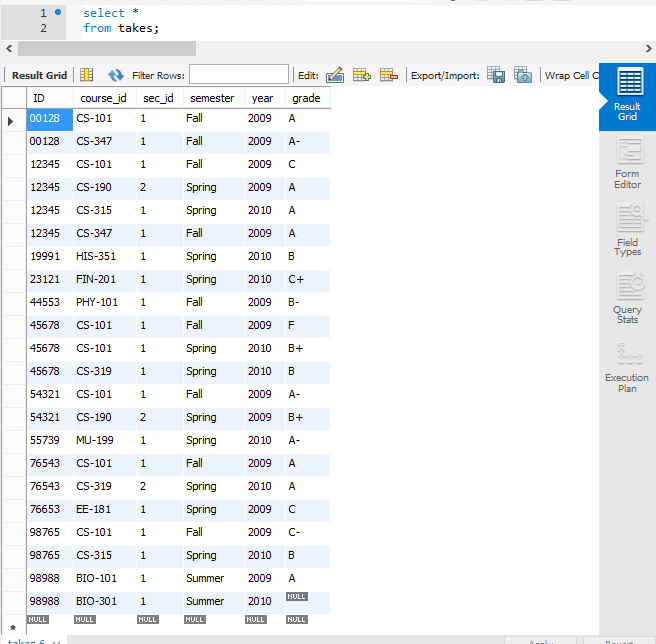 1 select *
2 from takes;
Result Grid Filter Rows: Edit: Export/Import: Wrap Cell C
ID course_id sec_id semester year grade
00128 CS-101 1 Fall 2009 A
00128 CS-347 1 Fall 2009 A-
12345 CS-101 1 Fall 2009 C
12345 CS-190 2 Spring 2009 A
12345 CS-315 1 Spring 2010 A
12345 CS-347 1 Fall 2009 A
19991 HIS-351 1 Spring 2010 B
23121 FIN-201 1 Spring 2010 C+
44553 PHY-101 1 Fall 2009 B-
45678 CS-101 1 Fall 2009 F
45678 CS-101 1 Spring 2010 B+
45678 CS-319 1 Spring 2010 B
54321 CS-101 1 Fall 2009 A-
54321 CS-190 2 Spring 2009 B+
55739 MU-199 1 Spring 2010 A-
76543 CS-101 1 Fall 2009 A
76543 CS-319 2 Spring 2010 A
76653 EE-181 1 Spring 2009 C
98765 CS-101 1 Fall 2009 C-
98765 CS-315 1 Spring 2010 B
98988 BIO-101 1 Summer 2009 A
98988 BIO-301 1 Summer 2010 NULL
NULL NULL NULL NULL NULL NULL
takes 6
Apply Revert
Result
Grid
Form
Editor
Field
Types
Query
Stats
Execution
Plan